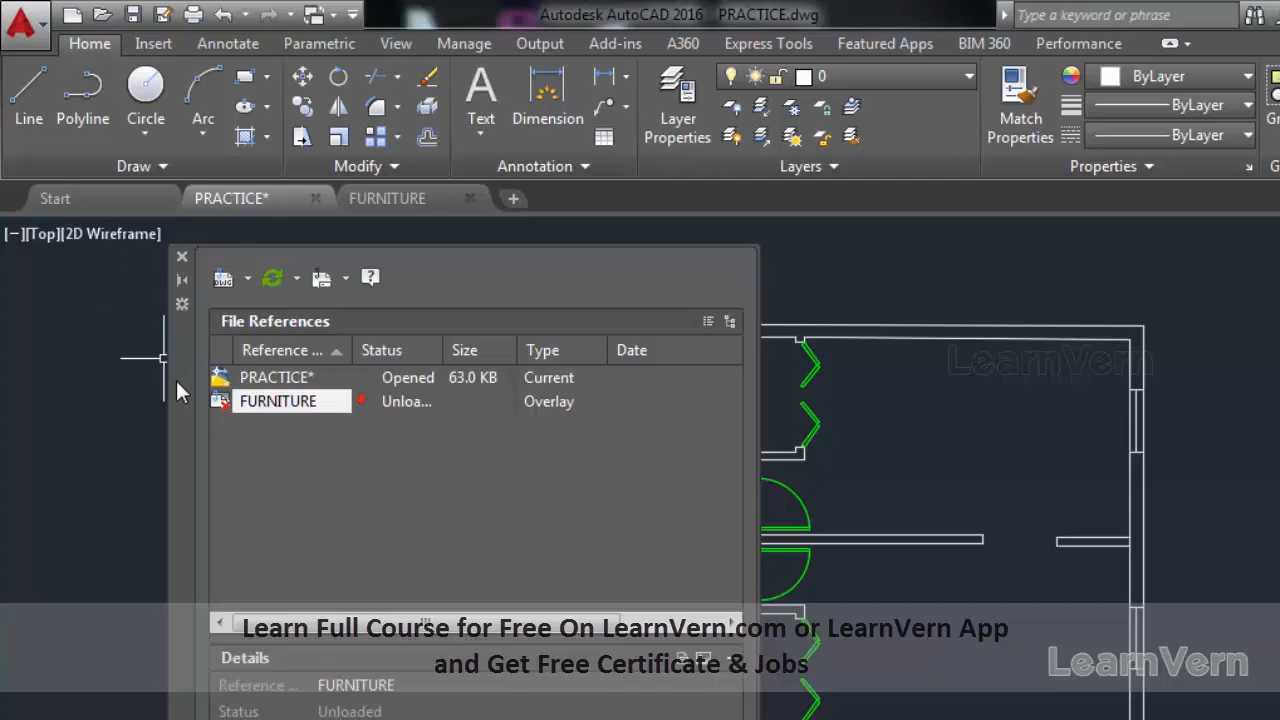 Autodesk AutoCAD 2016 PRACTICE.dwg
Type a keyword or phrase
Home Insert Annotate Parametric View Manage Output Add-ins A360 Express Tools Featured Apps BIM 360 Performance
0
ByLayer
ByLayer
ByLayer
Line Polyline Circle Arc
A
Text Dimension
Layer Properties
Match Properties
Draw Modify Annotation Layers Properties
Start PRACTICE* FURNITURE
[−][Top][2D Wireframe]
DWG
File References
Reference ... Status Size Type Date
PRACTICE* Opened 63.0 KB Current
FURNITURE Unloa... Overlay
LearnVern
Learn Full Course for Free On LearnVern.com or LearnVern App
and Get Free Certificate & Jobs
LearnVern
Details
Reference ... FURNITURE
Status Unloaded